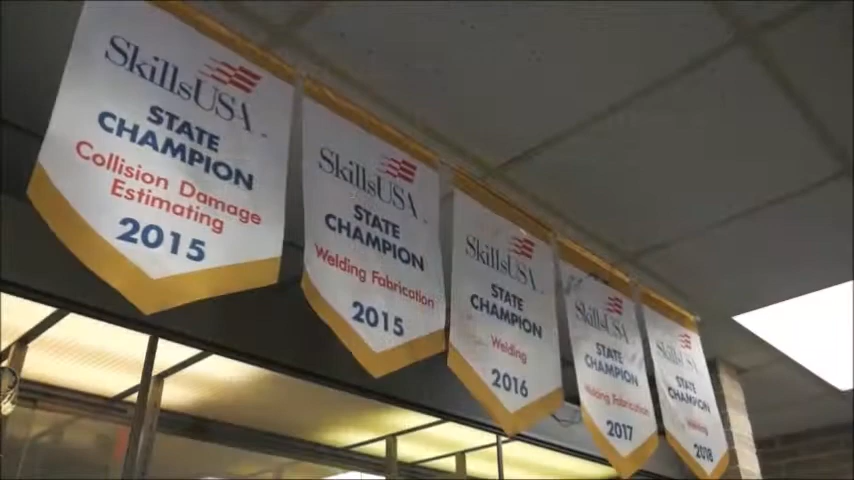 SkillsUSA
STATE
CHAMPION
Collision Damage
Estimating
2015
SkillsUSA
STATE
CHAMPION
Welding Fabrication
2015
SkillsUSA
STATE
CHAMPION
Welding
2016
SkillsUSA
STATE
CHAMPION
Welding Fabrication
2017
SkillsUSA
STATE
CHAMPION
2018